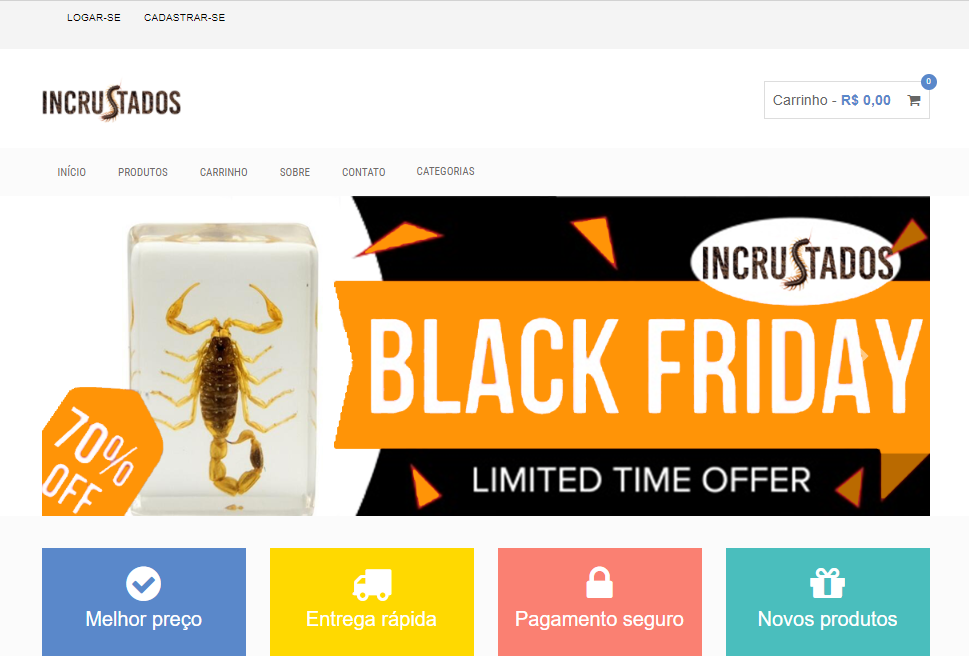 LOGAR-SE CADASTRAR-SE
INCRUSTADOS
0
Carrinho - R$ 0,00
INÍCIO PRODUTOS CARRINHO SOBRE CONTATO CATEGORIAS
INCRUSTADOS
BLACK FRIDAY
70%
OFF
LIMITED TIME OFFER
Melhor preço
Entrega rápida
Pagamento seguro
Novos produtos